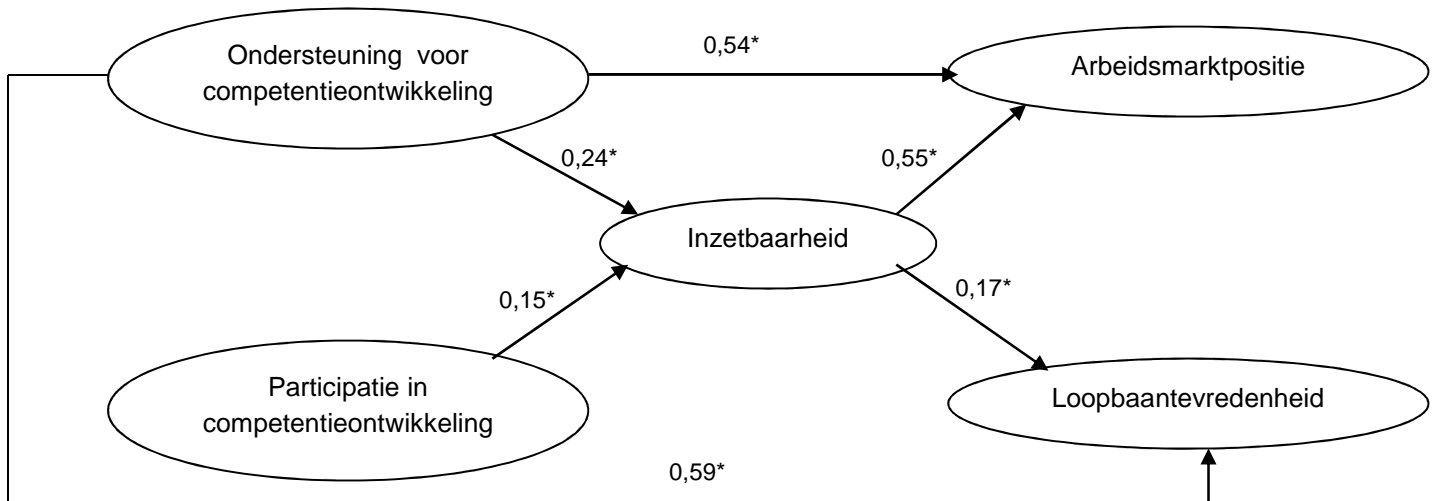 Ondersteuning voor
competentieontwikkeling
0,54*
Arbeidsmarktpositie
0,24*
0,55*
Inzetbaarheid
0,15*
0,17*
Participatie in
competentieontwikkeling
Loopbaantevredenheid
0,59*